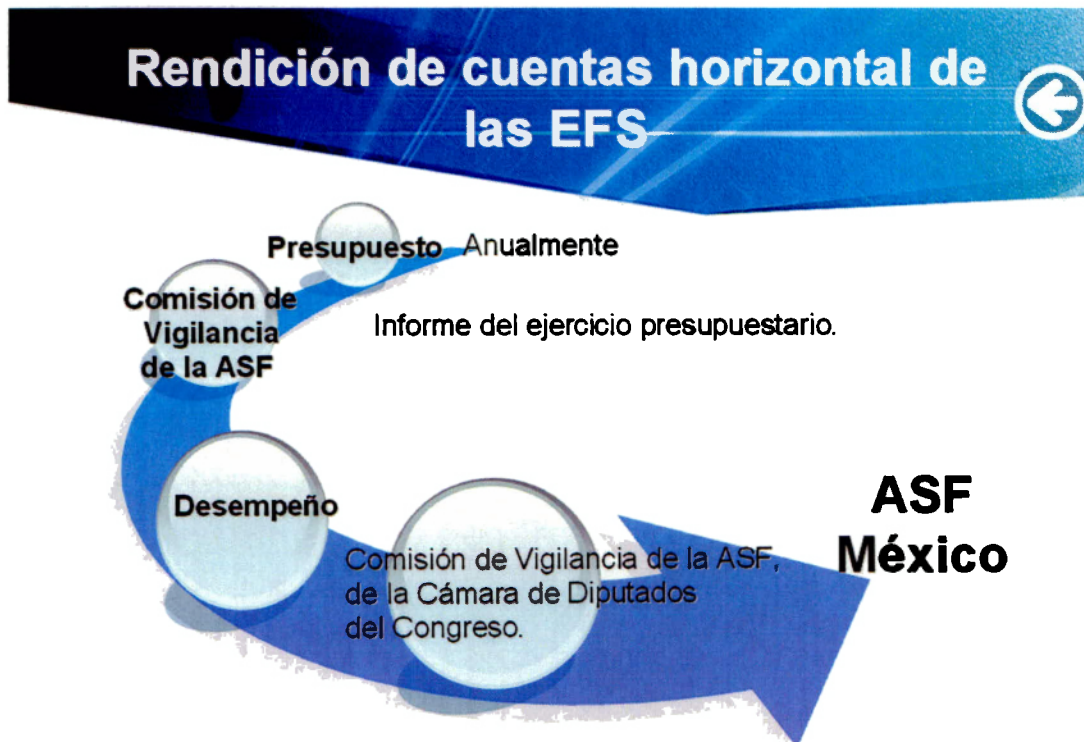 Rendición de cuentas horizontal de
las EFS
Presupuesto Anualmente
Comisión de
Vigilancia
de la ASF
Informe del ejercicio presupuestario.
Desempeño
Comisión de Vigilancia de la ASF,
de la Cámara de Diputados
del Congreso.
ASF
México